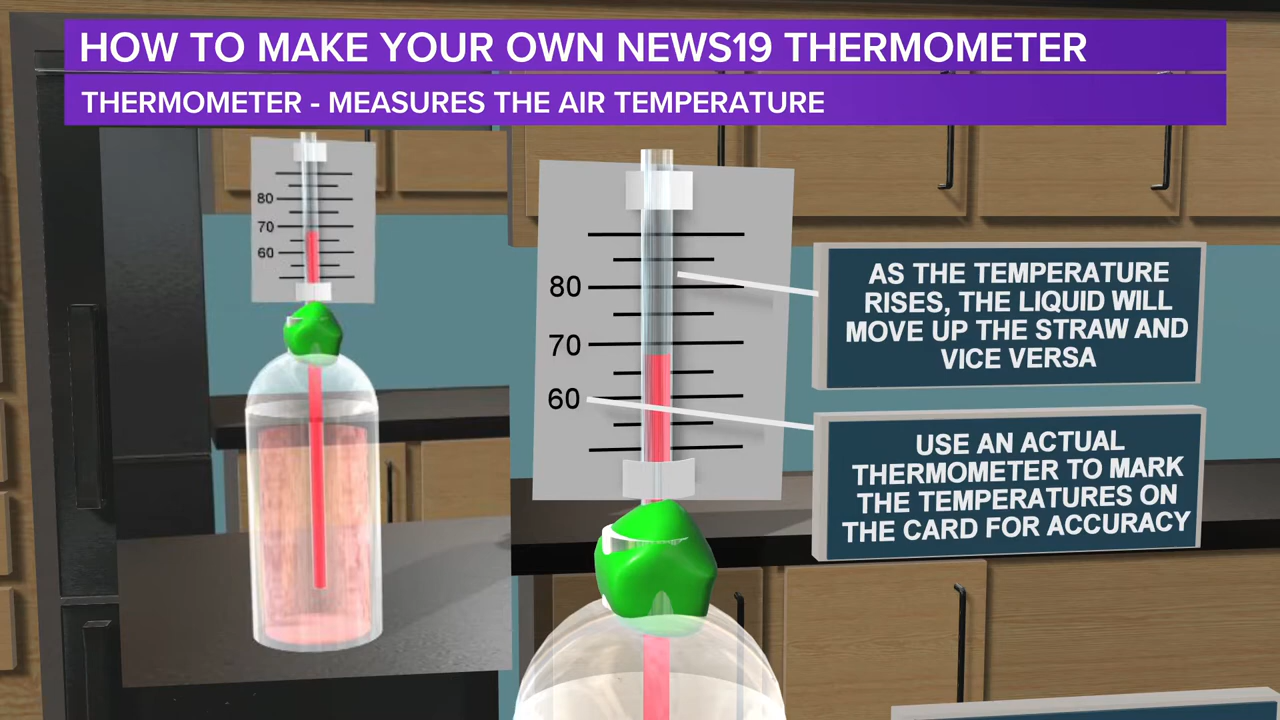 HOW TO MAKE YOUR OWN NEWS19 THERMOMETER
THERMOMETER - MEASURES THE AIR TEMPERATURE
80
70
60
80
70
60
AS THE TEMPERATURE
RISES, THE LIQUID WILL
MOVE UP THE STRAW AND
VICE VERSA
USE AN ACTUAL
THERMOMETER TO MARK
THE TEMPERATURES ON
THE CARD FOR ACCURACY